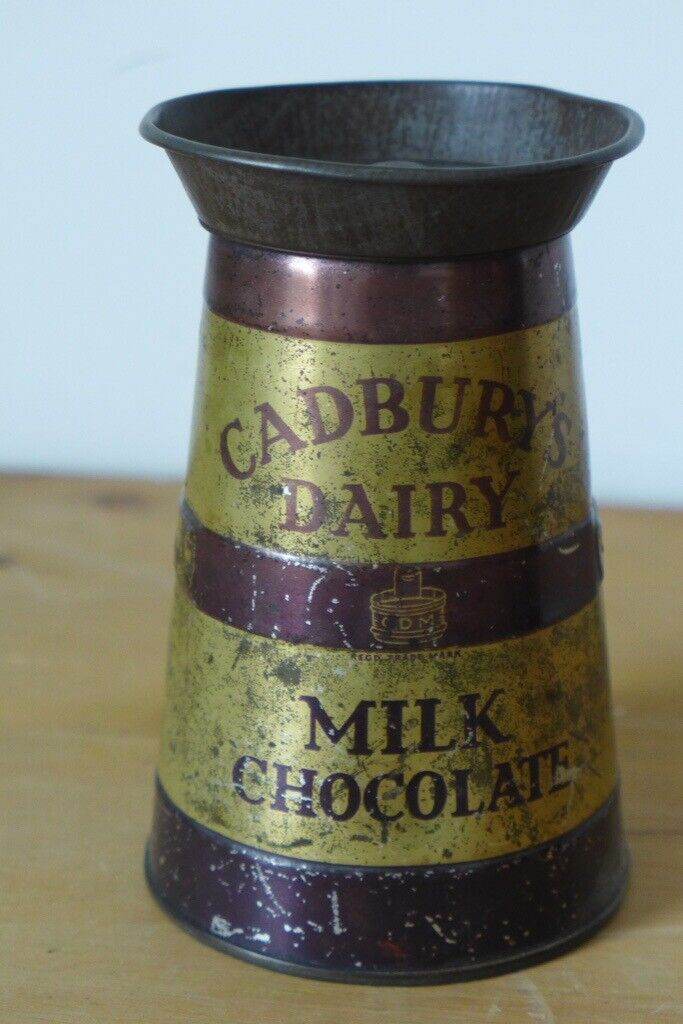 CADBURY'S
DAIRY
CDM
REGD. TRADE MARK
MILK
CHOCOLATE